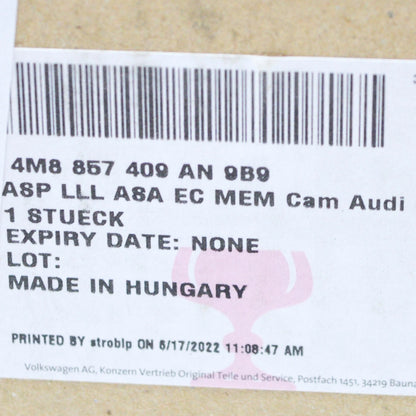 4M8 857 409 AN 9B9
ASP LLL ASA EC MEM Cam Audi
1 STUECK
EXPIRY DATE: NONE
LOT:
MADE IN HUNGARY
PRINTED BY stroblp ON 6/17/2022 11:08:47 AM
Volkswagen AG, Konzern Vertrieb Original Teile und Service, Postfach 1451, 34219